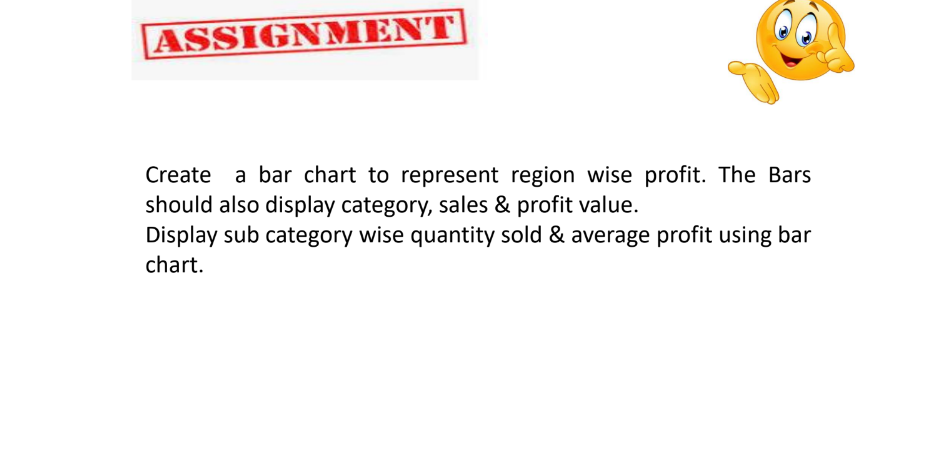 ASSIGNMENT
Create a bar chart to represent region wise profit. The Bars
should also display category, sales & profit value.
Display sub category wise quantity sold & average profit using bar
chart.